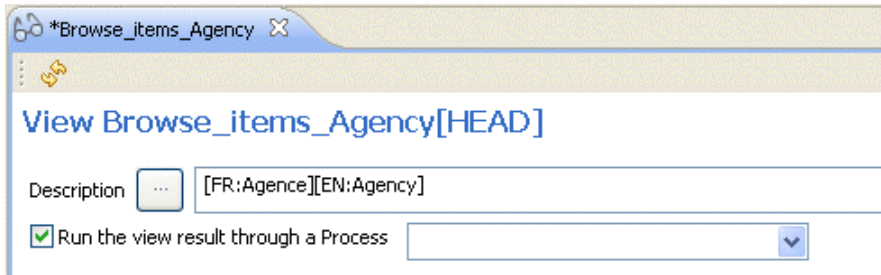 *Browse_items_Agency
View Browse_items_Agency[HEAD]
Description ... [FR:Agence][EN:Agency]
Run the view result through a Process